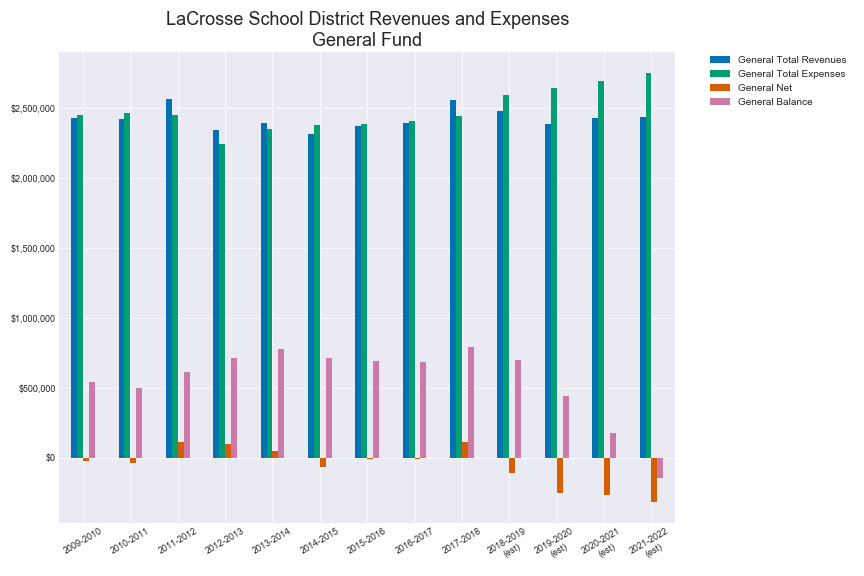 LaCrosse School District Revenues and Expenses
General Fund
General Total Revenues
General Total Expenses
General Net
General Balance
$2,500,000
$2,000,000
$1,500,000
$1,000,000
$500,000
$0
2009-2010
2010-2011
2011-2012
2012-2013
2013-2014
2014-2015
2015-2016
2016-2017
2017-2018
2018-2019
(est)
2019-2020
(est)
2020-2021
(est)
2021-2022
(est)